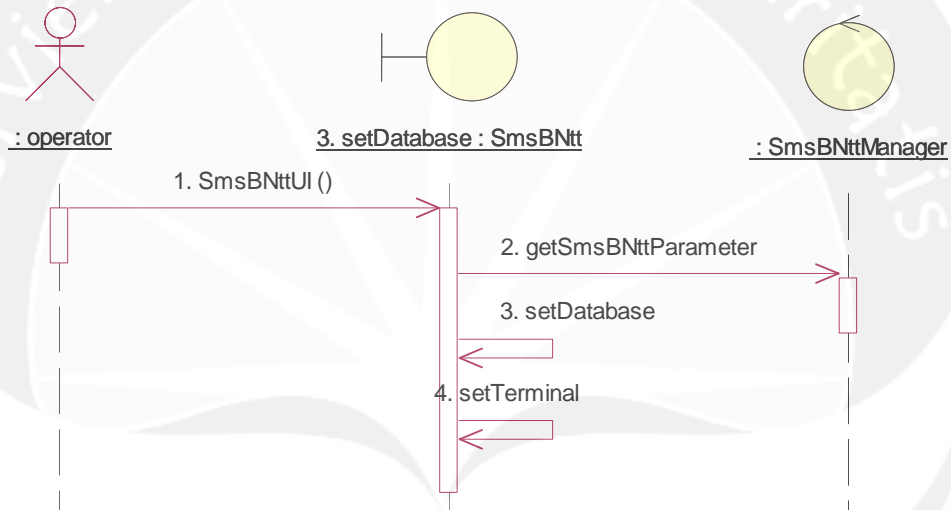 : operator
3. setDatabase : SmsBNtt
: SmsBNttManager
1. SmsBNttUI ()
2. getSmsBNttParameter
3. setDatabase
4. setTerminal